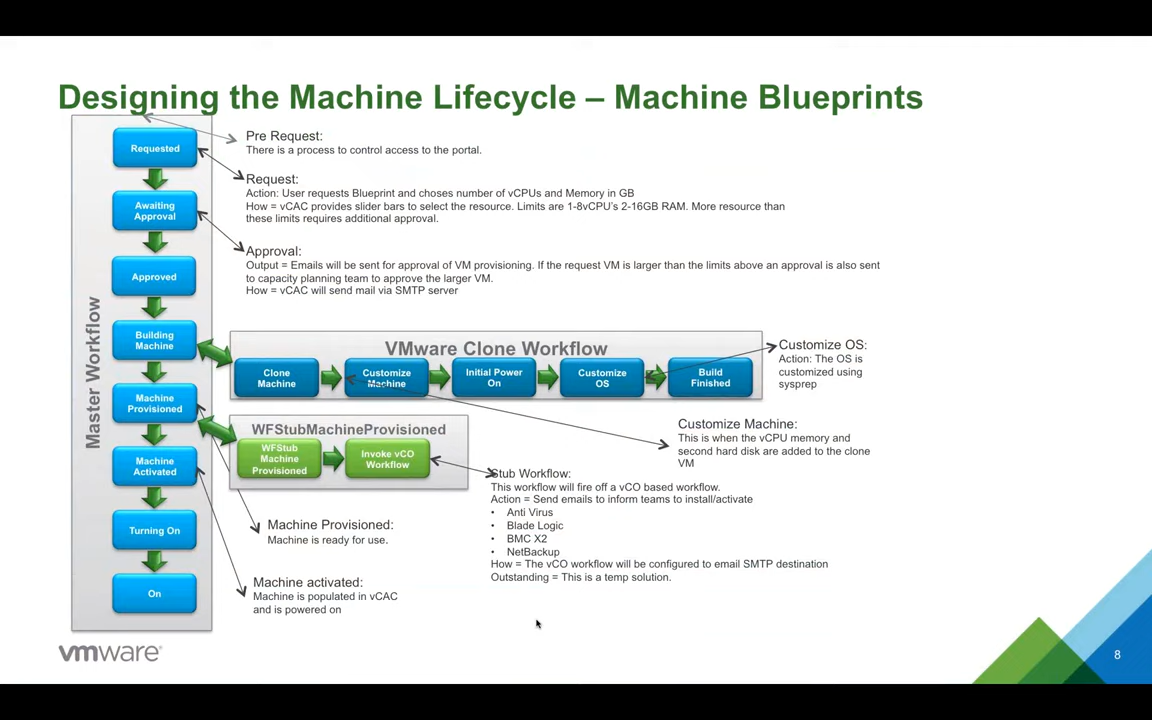 Designing the Machine Lifecycle – Machine Blueprints
Master Workflow
Requested
Awaiting
Approval
Approved
Building
Machine
Machine
Provisioned
Machine
Activated
Turning On
On
Pre Request:
There is a process to control access to the portal.
Request:
Action: User requests Blueprint and choses number of vCPUs and Memory in GB
How = vCAC provides slider bars to select the resource. Limits are 1-8vCPU's 2-16GB RAM. More resource than
these limits requires additional approval.
Approval:
Output = Emails will be sent for approval of VM provisioning. If the request VM is larger than the limits above an approval is also sent
to capacity planning team to approve the larger VM.
How = vCAC will send mail via SMTP server
VMware Clone Workflow
Clone
Machine
Customize
Machine
Initial Power
On
Customize
OS
Build
Finished
Customize OS:
Action: The OS is
customized using
sysprep
WFStubMachineProvisioned
WFStub
Machine
Provisioned
Invoke vCO
Workflow
Customize Machine:
This is when the vCPU memory and
second hard disk are added to the clone
VM
Stub Workflow:
This workflow will fire off a vCO based workflow.
Action = Send emails to inform teams to install/activate
• Anti Virus
• Blade Logic
• BMC X2
• NetBackup
How = The vCO workflow will be configured to email SMTP destination
Outstanding = This is a temp solution.
Machine Provisioned:
Machine is ready for use.
Machine activated:
Machine is populated in vCAC
and is powered on
vmware
8